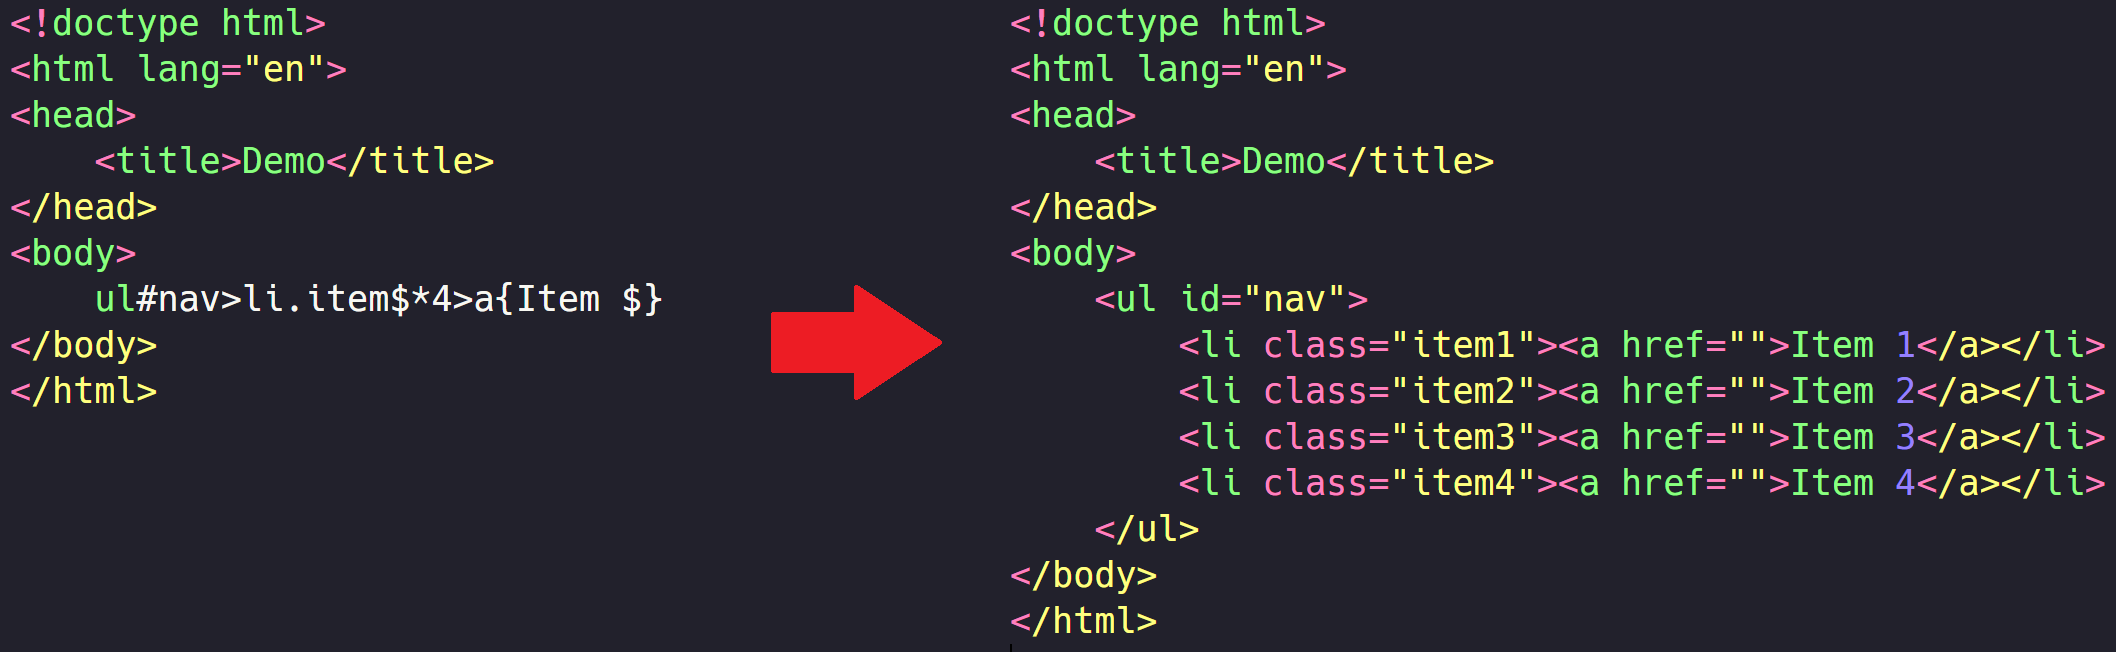 <!doctype html>
<html lang="en">
<head>
    <title>Demo</title>
</head>
<body>
    ul#nav>li.item$*4>a{Item $}
</body>
</html>
<!doctype html>
<html lang="en">
<head>
    <title>Demo</title>
</head>
<body>
    <ul id="nav">
        <li class="item1"><a href="">Item 1</a></li>
        <li class="item2"><a href="">Item 2</a></li>
        <li class="item3"><a href="">Item 3</a></li>
        <li class="item4"><a href="">Item 4</a></li>
    </ul>
</body>
</html>